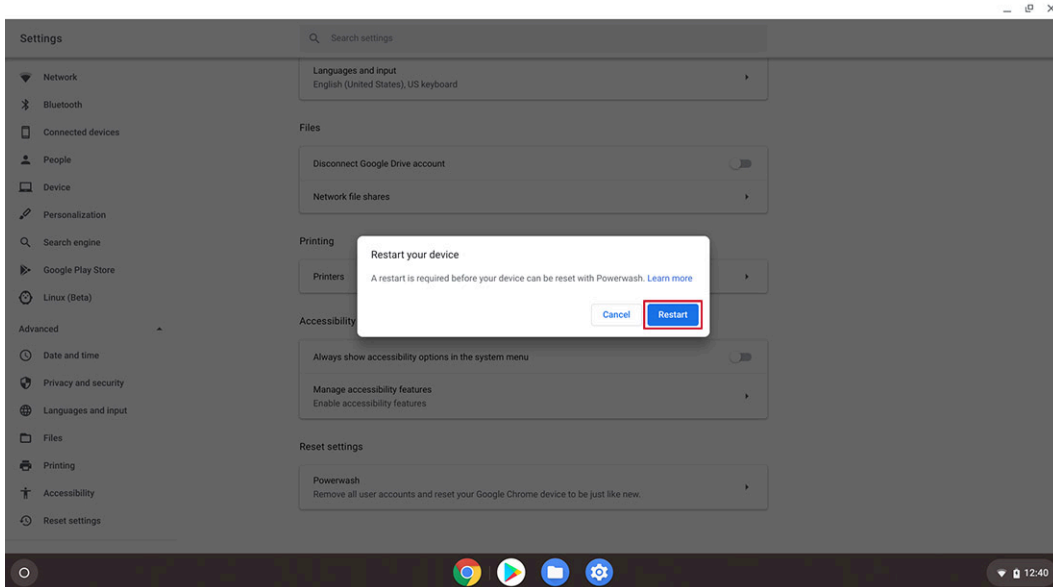 Settings
Search settings
Network
Bluetooth
Connected devices
People
Device
Personalization
Search engine
Google Play Store
Linux (Beta)
Advanced
Date and time
Privacy and security
Languages and input
Files
Printing
Accessibility
Reset settings
Languages and input
English (United States), US keyboard
Files
Disconnect Google Drive account
Network file shares
Printing
Printers
Restart your device
A restart is required before your device can be reset with Powerwash. Learn more
Cancel Restart
Accessibility
Always show accessibility options in the system menu
Manage accessibility features
Enable accessibility features
Reset settings
Powerwash
Remove all user accounts and reset your Google Chrome device to be just like new.
12:40